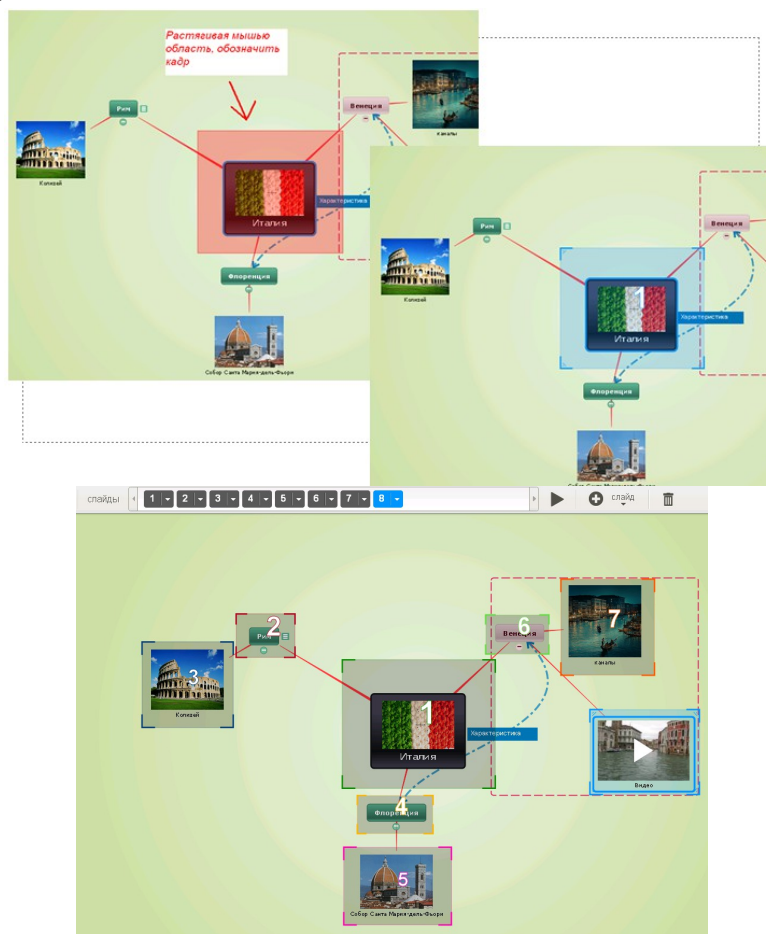 Растягивая мышью
область, обозначить
кадр
Рим
Венеция
Колизей
каналы
Характеристика
Италия
Флоренция
Собор Санта Мария-дель-Фьори
Рим
Венеция
Колизей
1
Характеристика
Италия
Флоренция
слайды
1
2
3
4
5
6
7
8
слайд
2
Рим
6
Венеция
7
3
каналы
Колизей
1
Характеристика
Италия
Видео
4
Флоренция
5
Собор Санта Мария-дель-Фьори